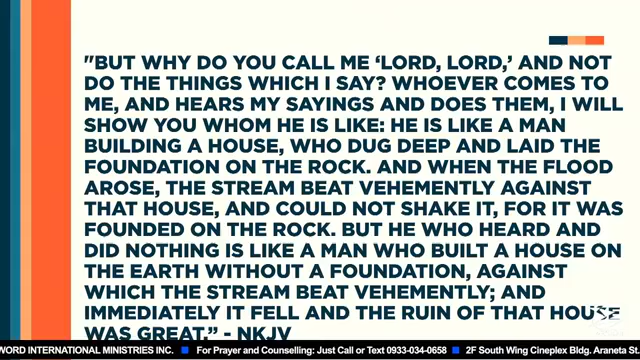 "BUT WHY DO YOU CALL ME ‘LORD, LORD,’ AND NOT
DO THE THINGS WHICH I SAY? WHOEVER COMES TO
ME, AND HEARS MY SAYINGS AND DOES THEM, I WILL
SHOW YOU WHOM HE IS LIKE: HE IS LIKE A MAN
BUILDING A HOUSE, WHO DUG DEEP AND LAID THE
FOUNDATION ON THE ROCK. AND WHEN THE FLOOD
AROSE, THE STREAM BEAT VEHEMENTLY AGAINST
THAT HOUSE, AND COULD NOT SHAKE IT, FOR IT WAS
FOUNDED ON THE ROCK. BUT HE WHO HEARD AND
DID NOTHING IS LIKE A MAN WHO BUILT A HOUSE ON
THE EARTH WITHOUT A FOUNDATION, AGAINST
WHICH THE STREAM BEAT VEHEMENTLY; AND
IMMEDIATELY IT FELL AND THE RUIN OF THAT HOUSE
WAS GREAT.” - NKJV
WORD INTERNATIONAL MINISTRIES INC. For Prayer and Counselling: Just Call or Text 0933-034-0658 2F South Wing Cineplex Bldg, Araneta St.